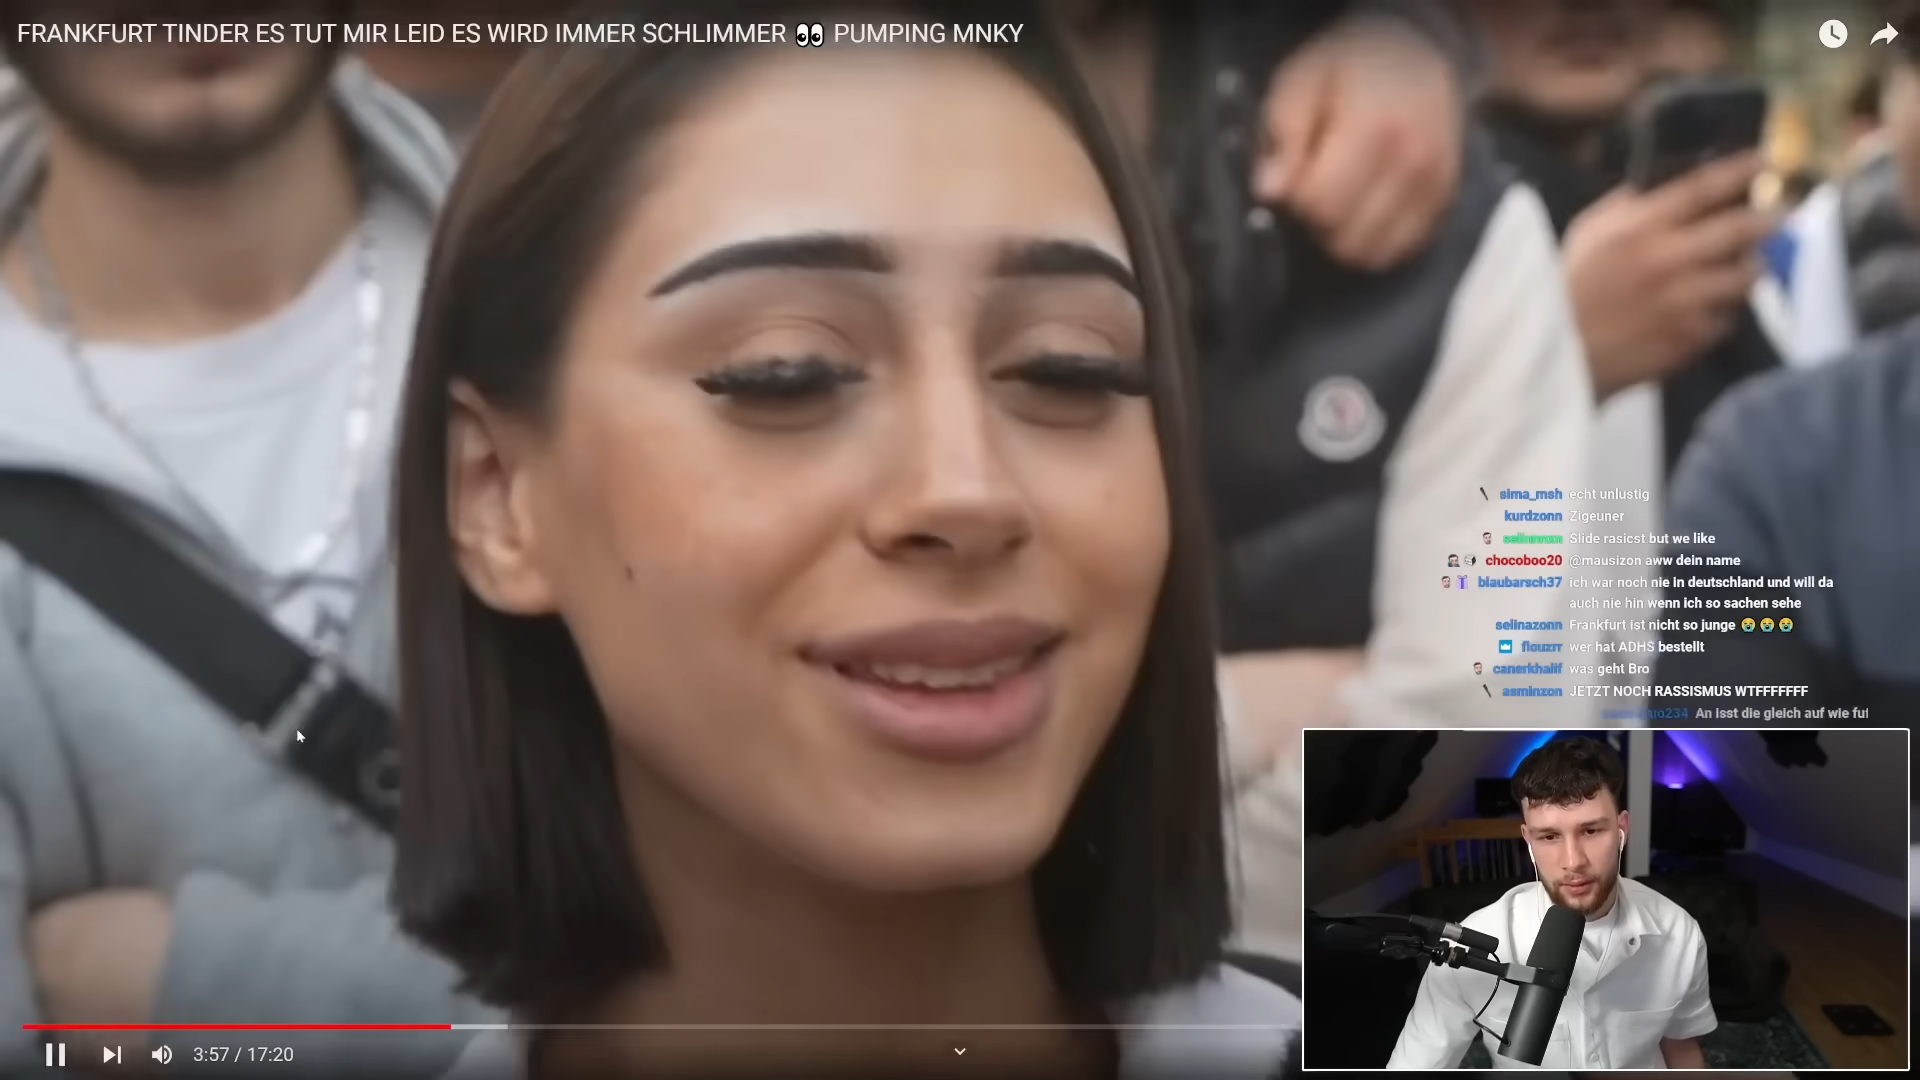 FRANKFURT TINDER ES TUT MIR LEID ES WIRD IMMER SCHLIMMER 👀 PUMPING MNKY
sima_msh echt unlustig
kurdzonn Zigeuner
Slide rasicst but we like
chocoboo20 @mausizon aww dein name
blaubarsch37 ich war noch nie in deutschland und will da
auch nie hin wenn ich so sachen sehe
selinazonn Frankfurt ist nicht so junge 😭😭😭
flouzrr wer hat ADHS bestellt
canerkhalif was geht Bro
asminzon JETZT NOCH RASSISMUS WTFFFFFFF
An isst die gleich auf wie
3:57 / 17:20